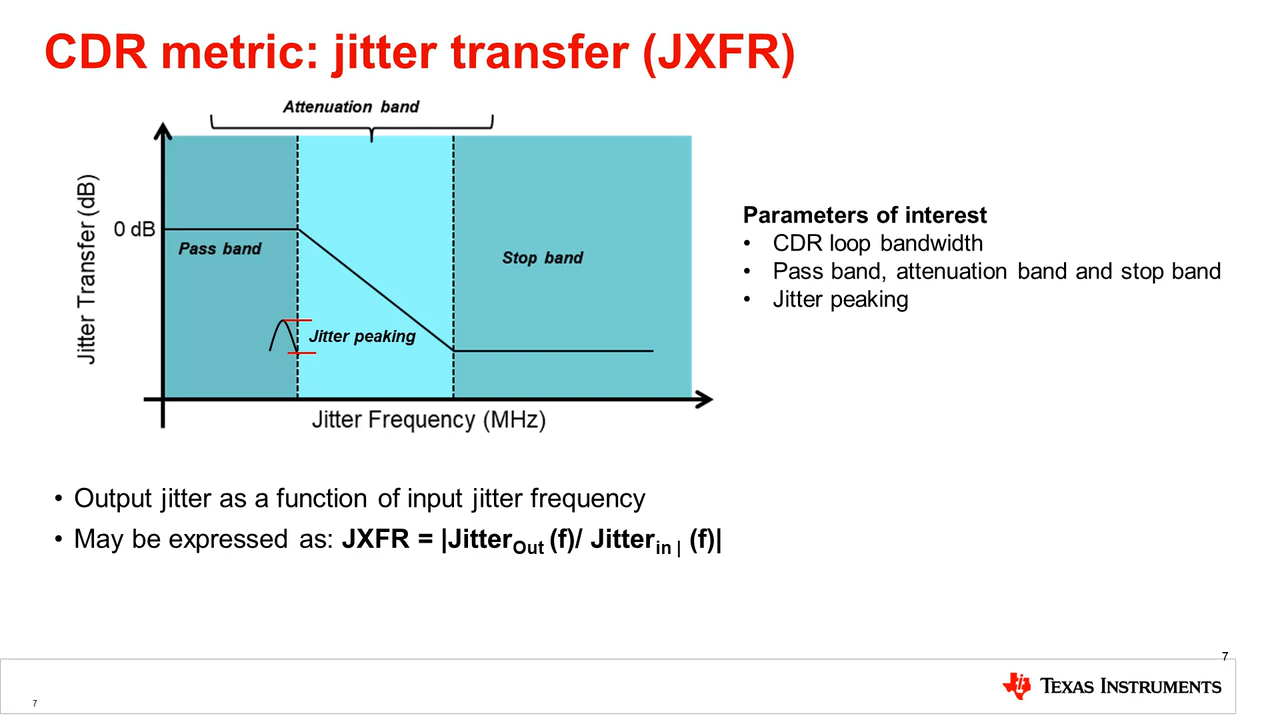 CDR metric: jitter transfer (JXFR)
Attenuation band
Jitter Transfer (dB)
0 dB
Pass band
Stop band
Jitter peaking
Jitter Frequency (MHz)
Parameters of interest
• CDR loop bandwidth
• Pass band, attenuation band and stop band
• Jitter peaking
• Output jitter as a function of input jitter frequency
• May be expressed as: JXFR = |JitterOut (f)/ Jitterin | (f)|
7
7
TEXAS INSTRUMENTS